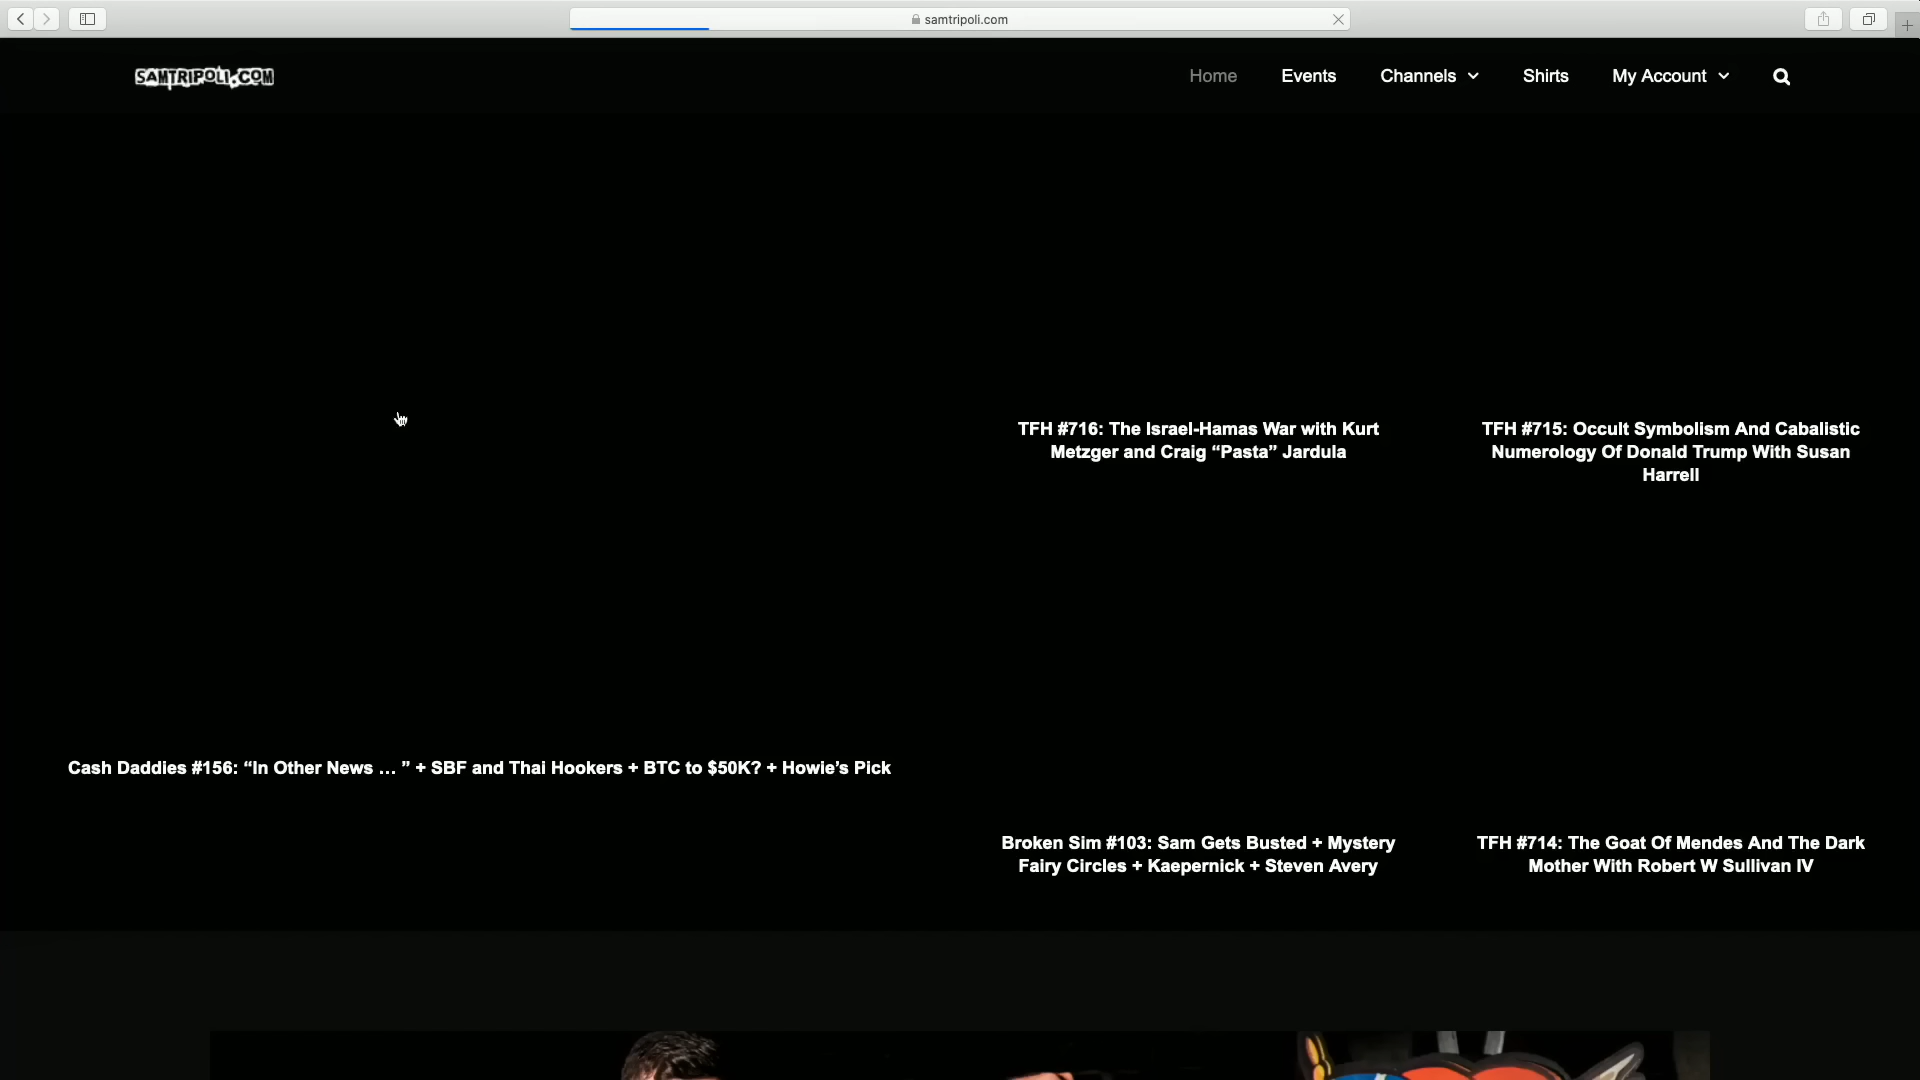 samtripoli.com
SAMTRIPOLI.COM
Home
Events
Channels
Shirts
My Account
TFH #716: The Israel-Hamas War with Kurt
Metzger and Craig “Pasta” Jardula
TFH #715: Occult Symbolism And Cabalistic
Numerology Of Donald Trump With Susan
Harrell
Cash Daddies #156: “In Other News … ” + SBF and Thai Hookers + BTC to $50K? + Howie’s Pick
Broken Sim #103: Sam Gets Busted + Mystery
Fairy Circles + Kaepernick + Steven Avery
TFH #714: The Goat Of Mendes And The Dark
Mother With Robert W Sullivan IV